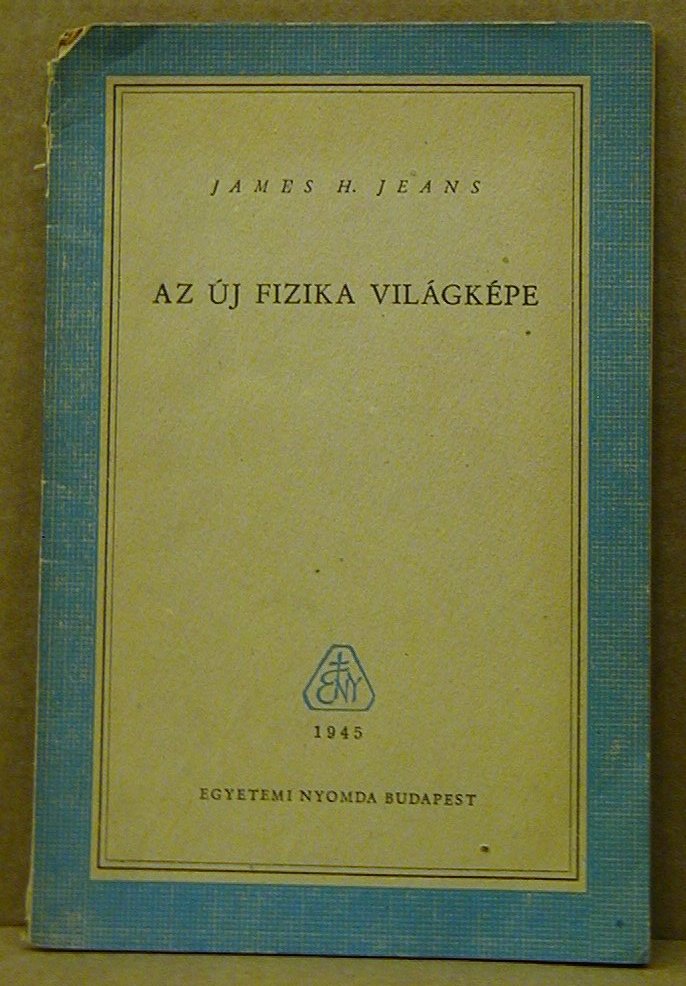 JAMES H. JEANS
AZ ÚJ FIZIKA VILÁGKÉPE
ENY
1945
EGYETEMI NYOMDA BUDAPEST